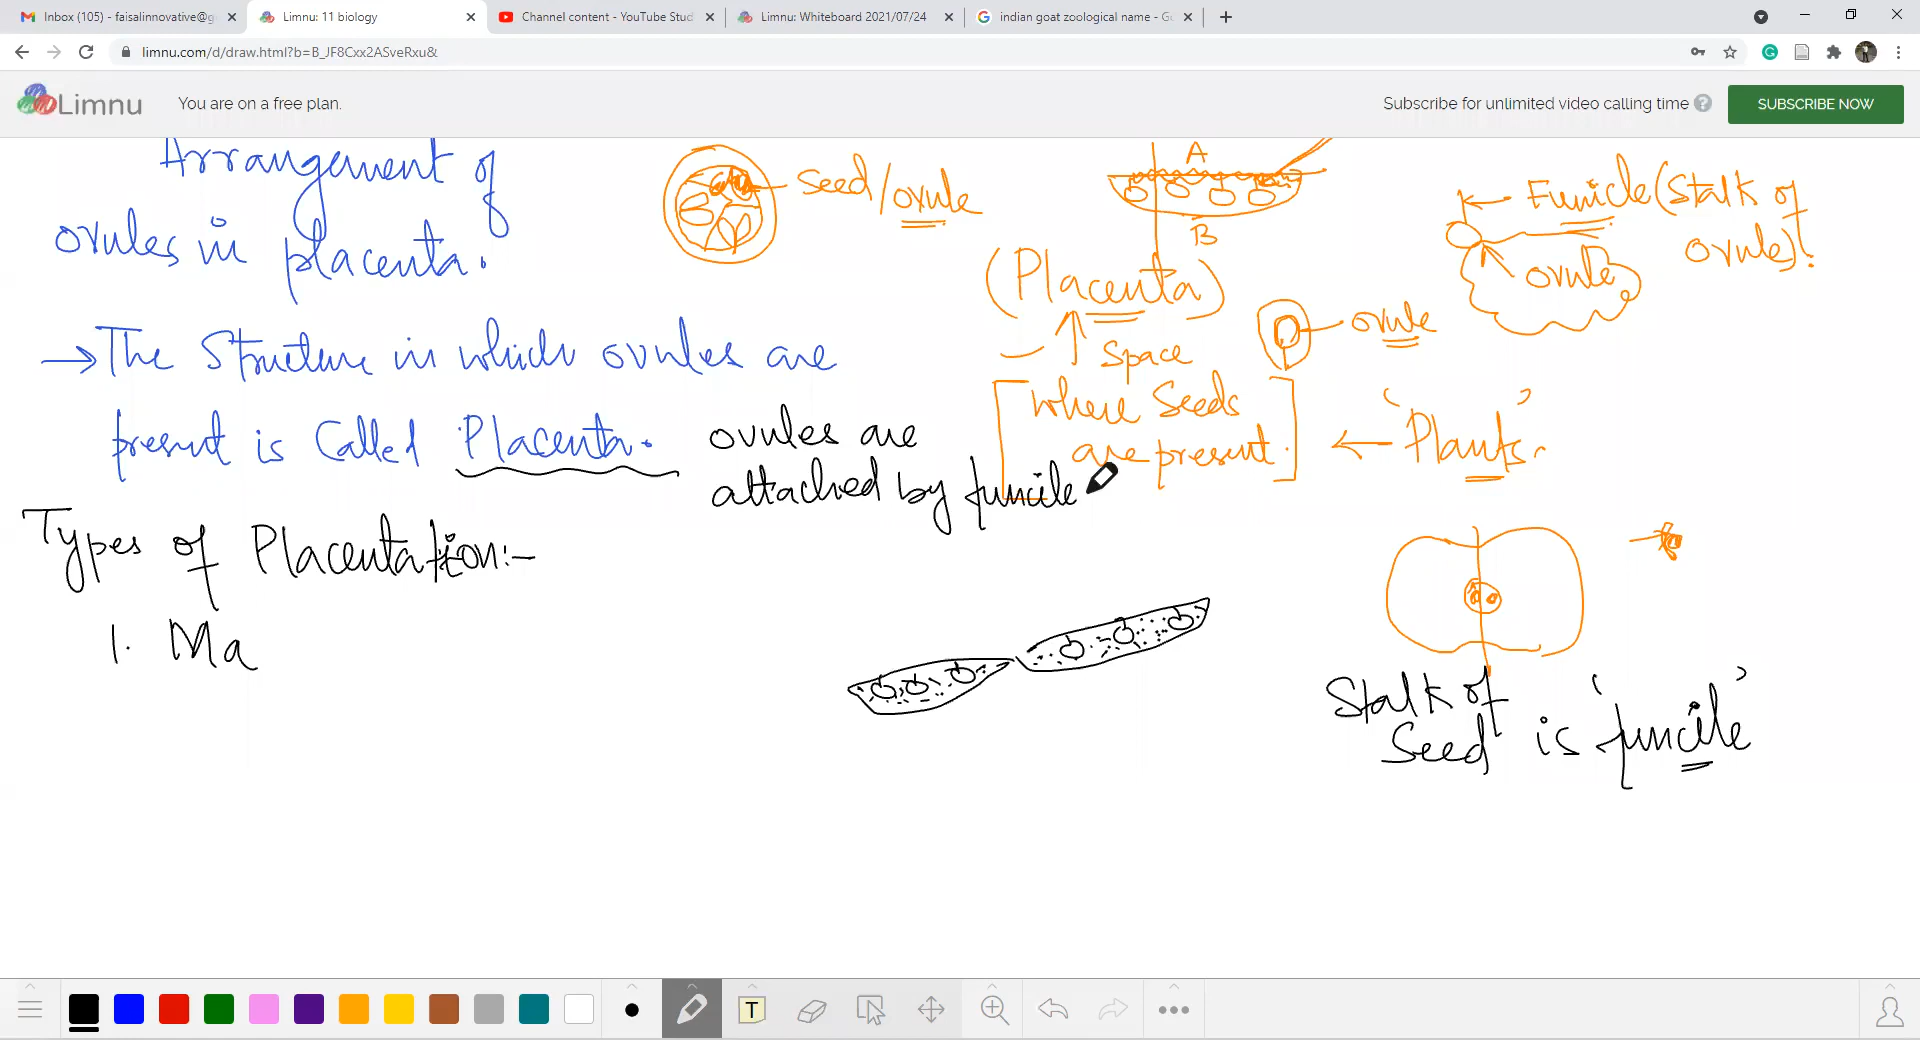 Inbox (105) - faisalinnovative@g
Limnu: 11 biology
Channel content - YouTube Stud
Limnu: Whiteboard 2021/07/24
indian goat zoological name - G
limnu.com/d/draw.html?b=B_JF8Cxx2ASveRxu&
Limnu
You are on a free plan.
Subscribe for unlimited video calling time ?
SUBSCRIBE NOW
Arrangement of
ovules in placenta.
→ The Structure in which ovules are
present is Called Placenta.
Types of Placentation:-
1. Ma
Seed/ovule
A
B
(Placenta)
Space
[where Seeds
are present.]
ovule
← 'Plants'
Funicle (Stalk of
ovule)
ovule
ovules are
attached by funcile
Stalk of
Seed is 'funcile'
T